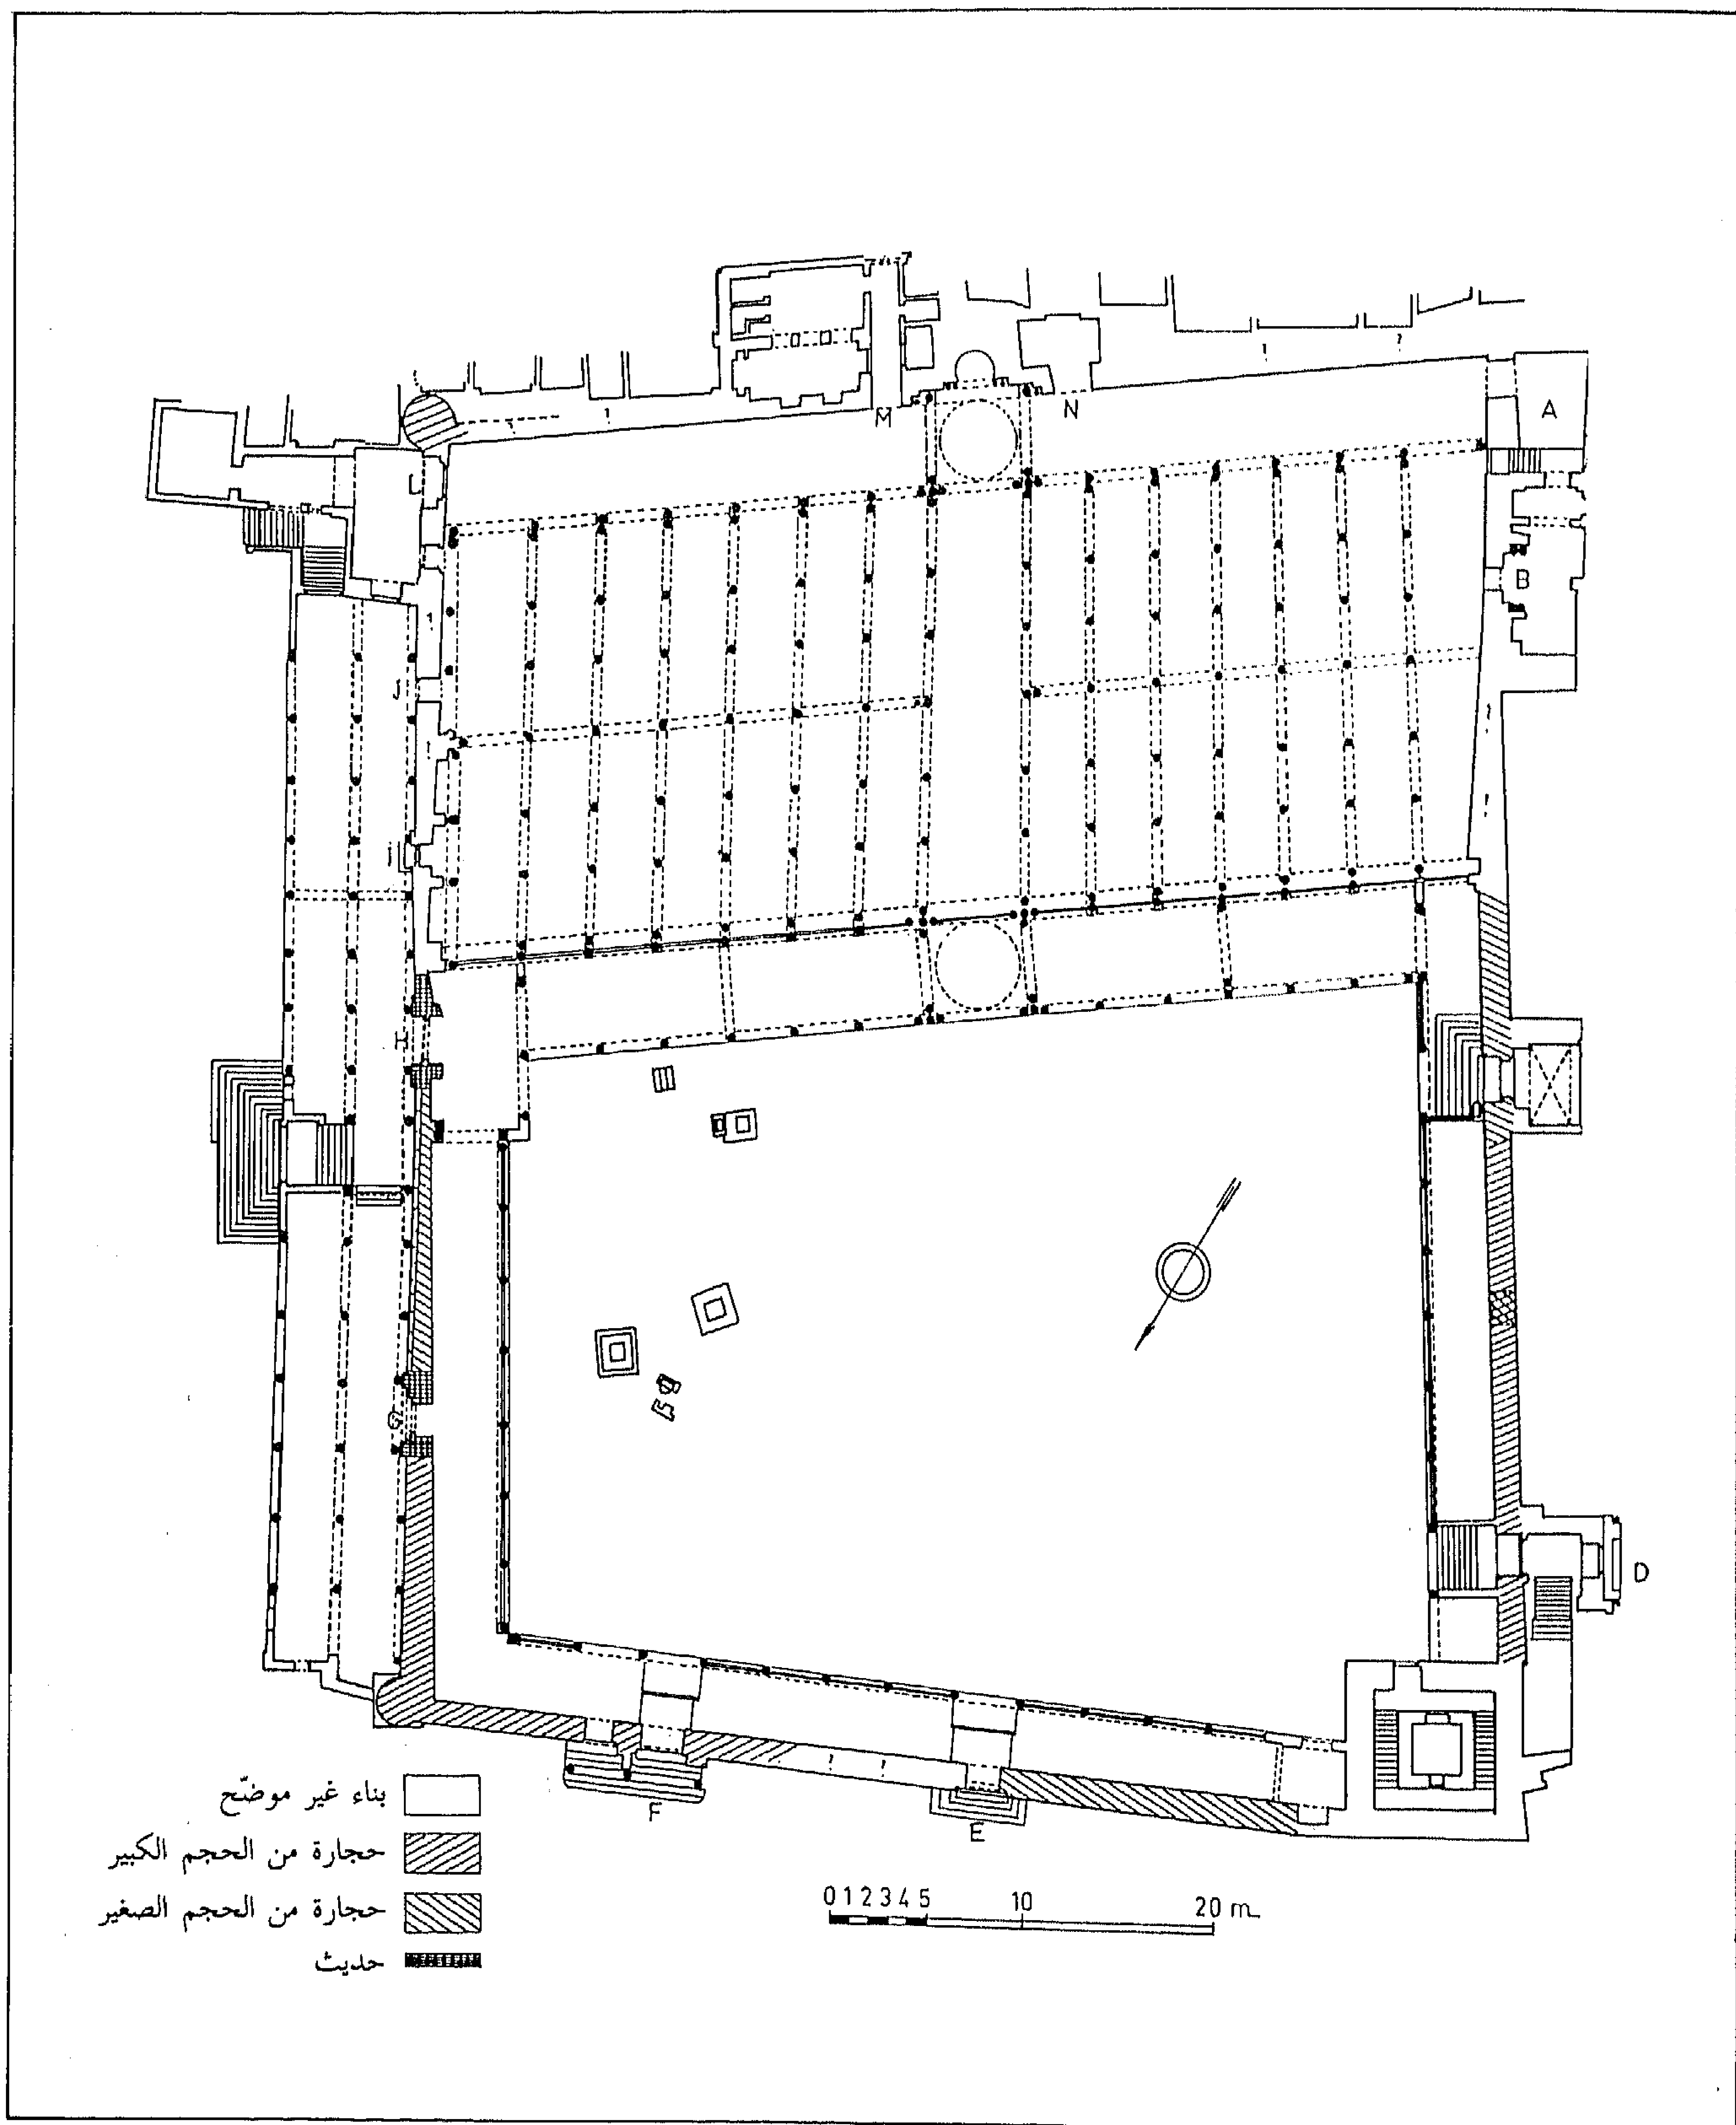 M
N
A
L
B
J
I
H
G
D
F
E
بناء غير موضّح
حجارة من الحجم الكبير
حجارة من الحجم الصغير
حديث
0 1 2 3 4 5 10 20 m